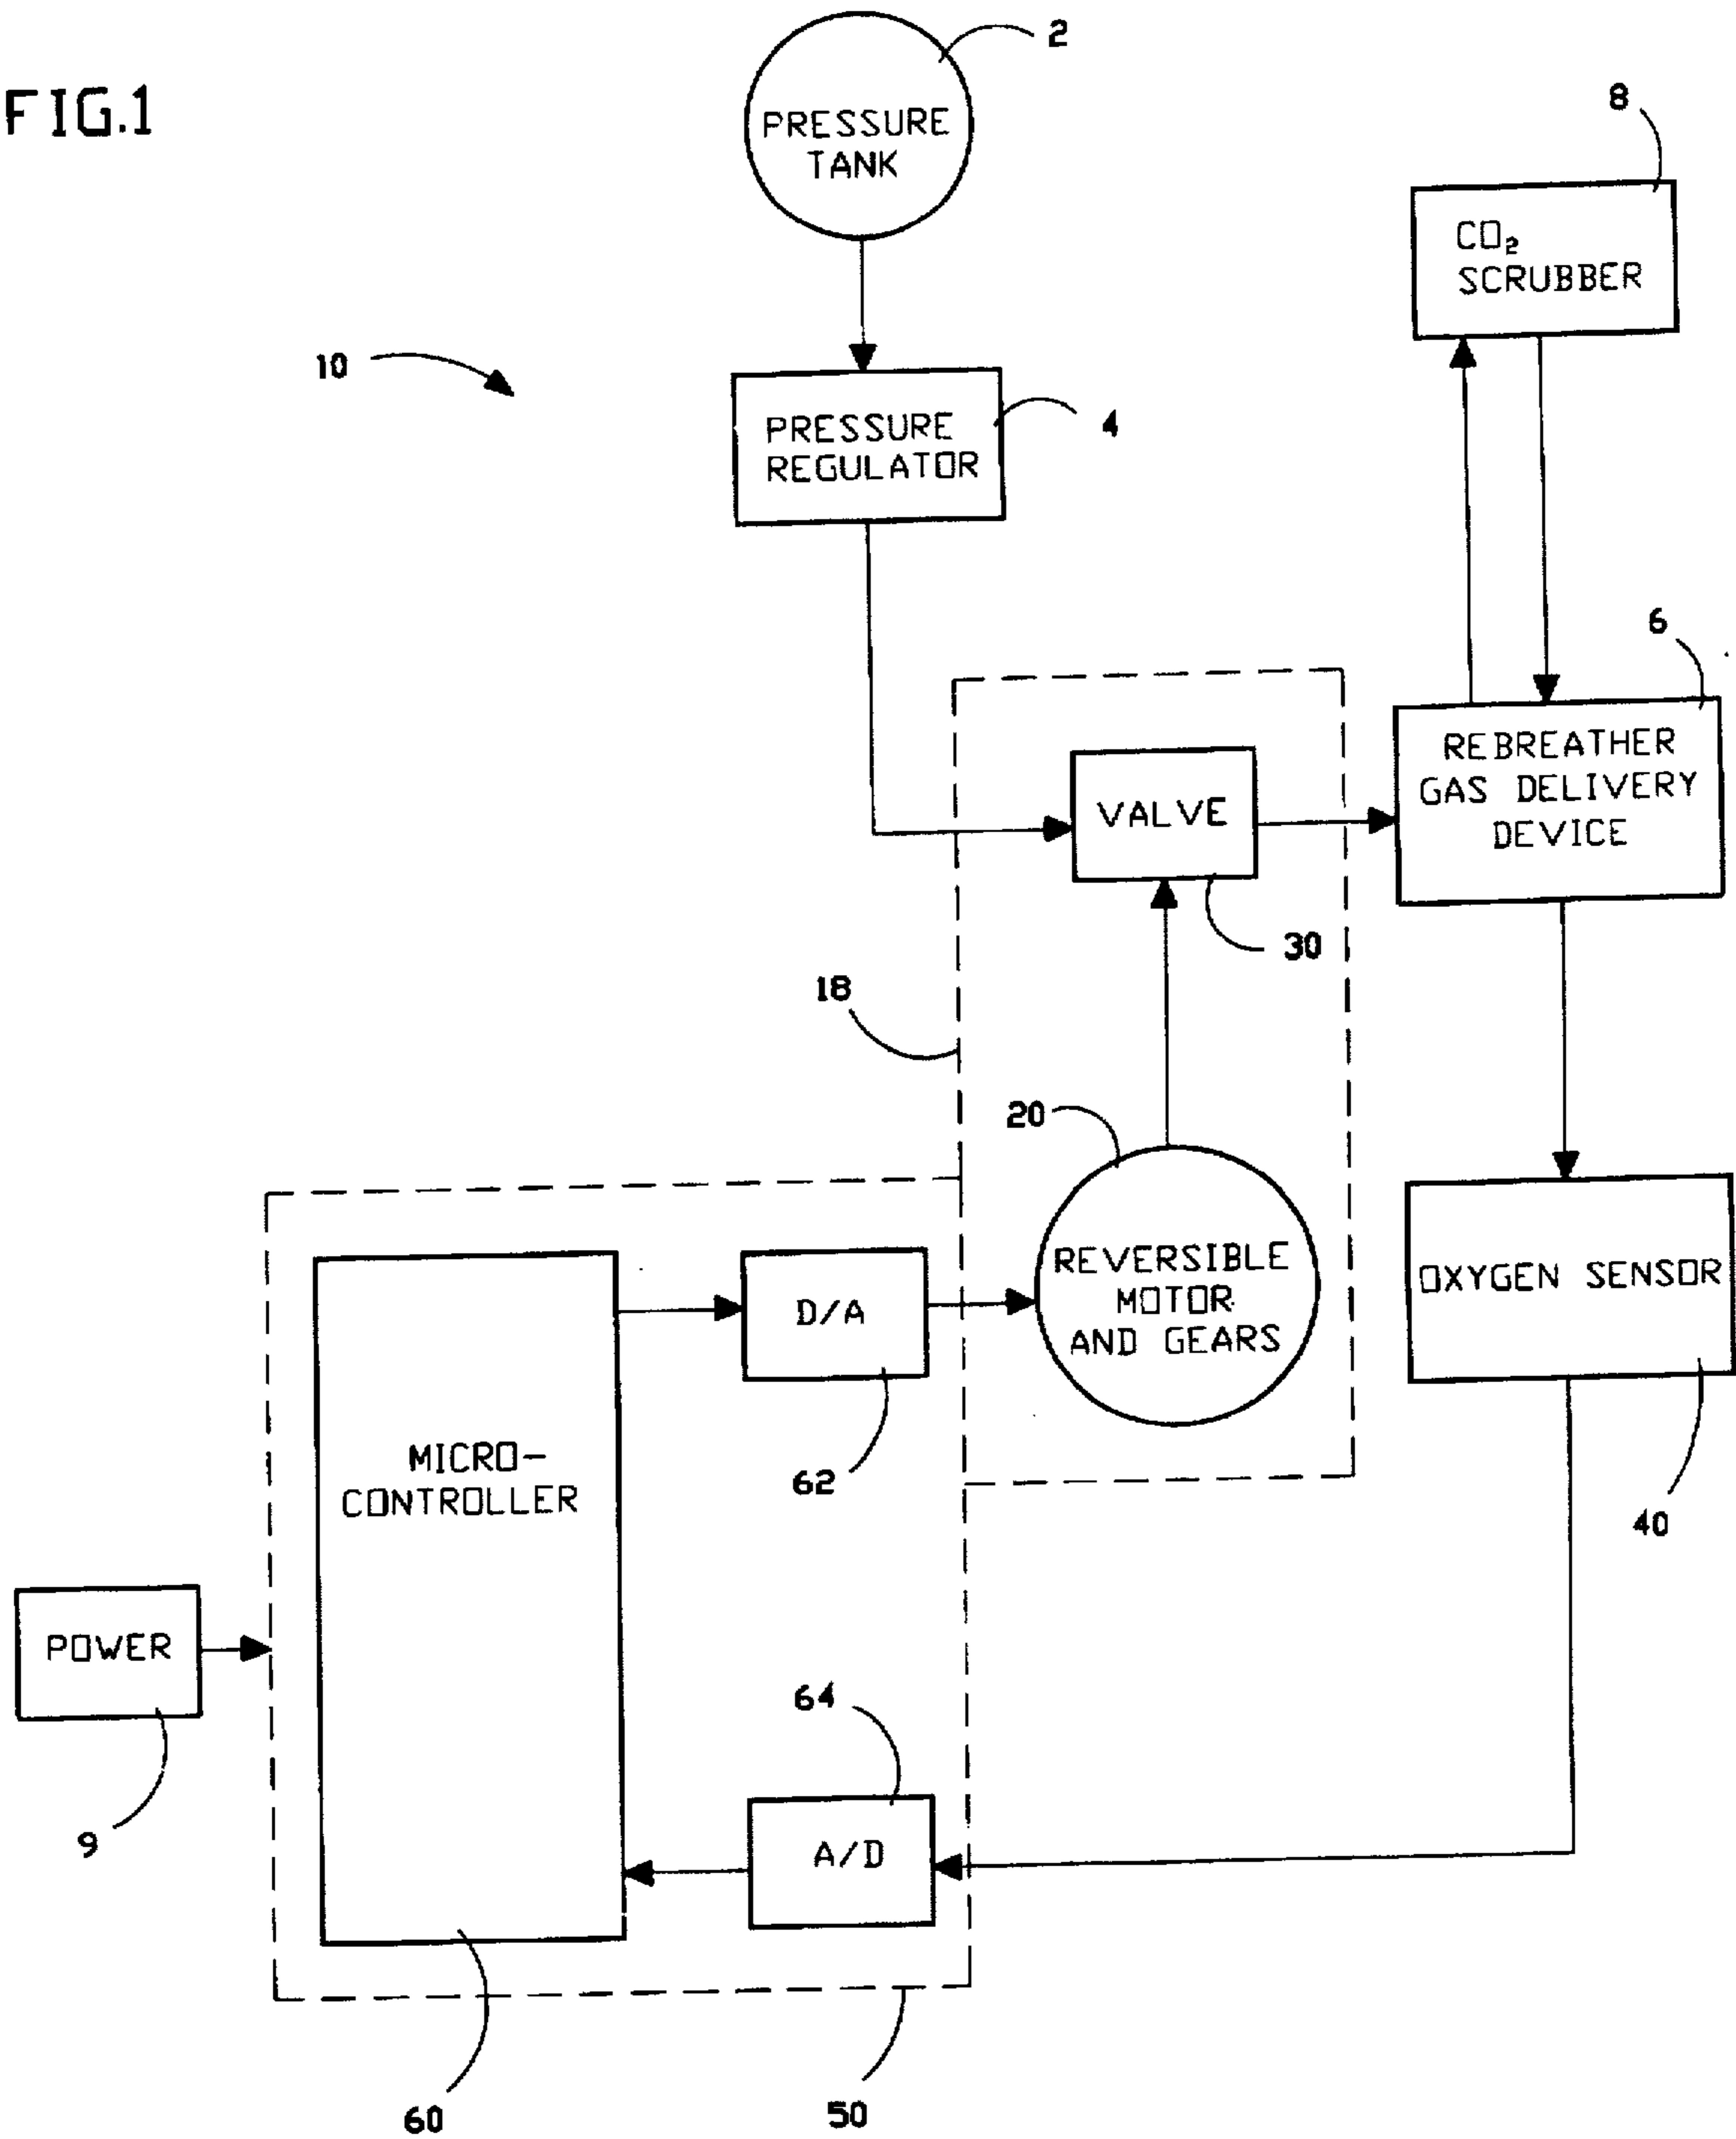 FIG.1
2
PRESSURE
TANK
8
CO₂
SCRUBBER
10
PRESSURE
REGULATOR
4
6
REBREATHER
GAS DELIVERY
DEVICE
VALVE
30
18
20
REVERSIBLE
MOTOR
AND GEARS
OXYGEN SENSOR
40
D/A
62
MICRO-
CONTROLLER
POWER
9
64
A/D
60
50